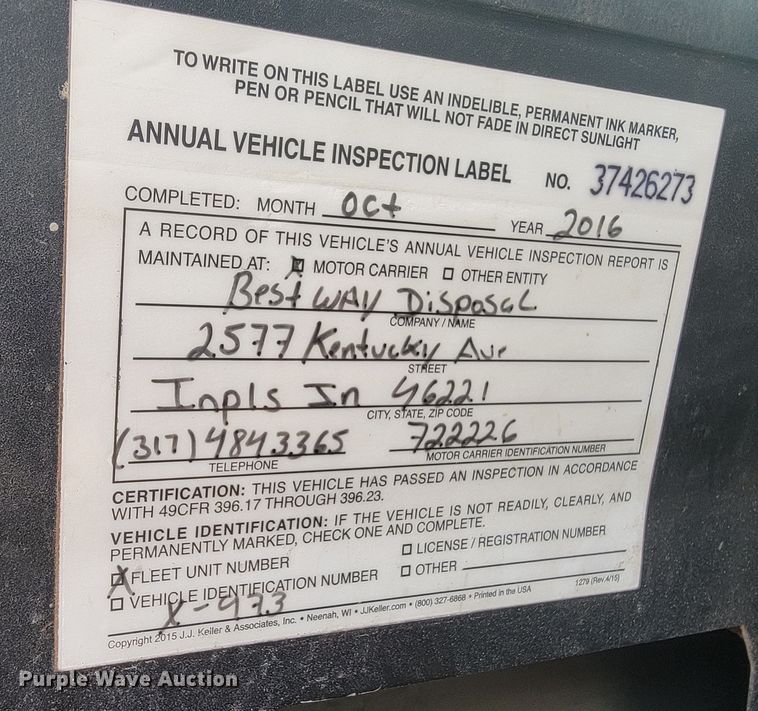 TO WRITE ON THIS LABEL USE AN INDELIBLE, PERMANENT INK MARKER,
PEN OR PENCIL THAT WILL NOT FADE IN DIRECT SUNLIGHT
ANNUAL VEHICLE INSPECTION LABEL NO. 37426273
COMPLETED: MONTH Oct YEAR 2016
A RECORD OF THIS VEHICLE'S ANNUAL VEHICLE INSPECTION REPORT IS
MAINTAINED AT: ☒ MOTOR CARRIER ☐ OTHER ENTITY
Best WAY Disposal
COMPANY / NAME
2577 Kentucky Ave
STREET
Inpls In 46221
CITY, STATE, ZIP CODE
(317) 484 3365 722226
TELEPHONE MOTOR CARRIER IDENTIFICATION NUMBER
CERTIFICATION: THIS VEHICLE HAS PASSED AN INSPECTION IN ACCORDANCE
WITH 49CFR 396.17 THROUGH 396.23.
VEHICLE IDENTIFICATION: IF THE VEHICLE IS NOT READILY, CLEARLY, AND
PERMANENTLY MARKED, CHECK ONE AND COMPLETE.
☒ FLEET UNIT NUMBER ☐ LICENSE / REGISTRATION NUMBER
☐ VEHICLE IDENTIFICATION NUMBER ☐ OTHER
X-973
Copyright 2015 J.J. Keller & Associates, Inc. • Neenah, WI • JJKeller.com • (800) 327-6868 • Printed in the USA 1279 (Rev.4/15)
Purple Wave Auction